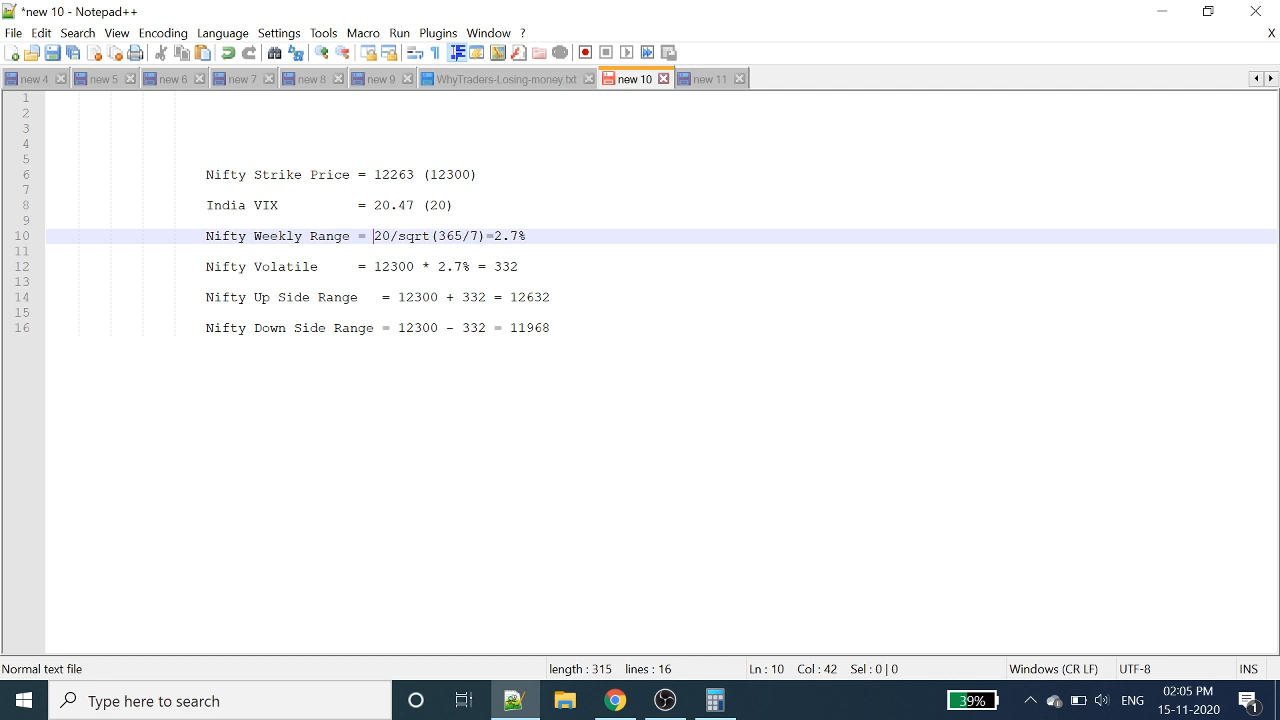 *new 10 - Notepad++
File Edit Search View Encoding Language Settings Tools Macro Run Plugins Window ? X
new 4 new 5 new 6 new 7 new 8 new 9 WhyTraders-Losing-money.txt new 10 new 11
1
2
3
4
5
6 Nifty Strike Price = 12263 (12300)
7
8 India VIX = 20.47 (20)
9
10 Nifty Weekly Range = 20/sqrt(365/7)=2.7%
11
12 Nifty Volatile = 12300 * 2.7% = 332
13
14 Nifty Up Side Range = 12300 + 332 = 12632
15
16 Nifty Down Side Range = 12300 - 332 = 11968
Normal text file length : 315 lines : 16 Ln : 10 Col : 42 Sel : 0 | 0 Windows (CR LF) UTF-8 INS
Type here to search 39% ENG 02:05 PM
15-11-2020 1